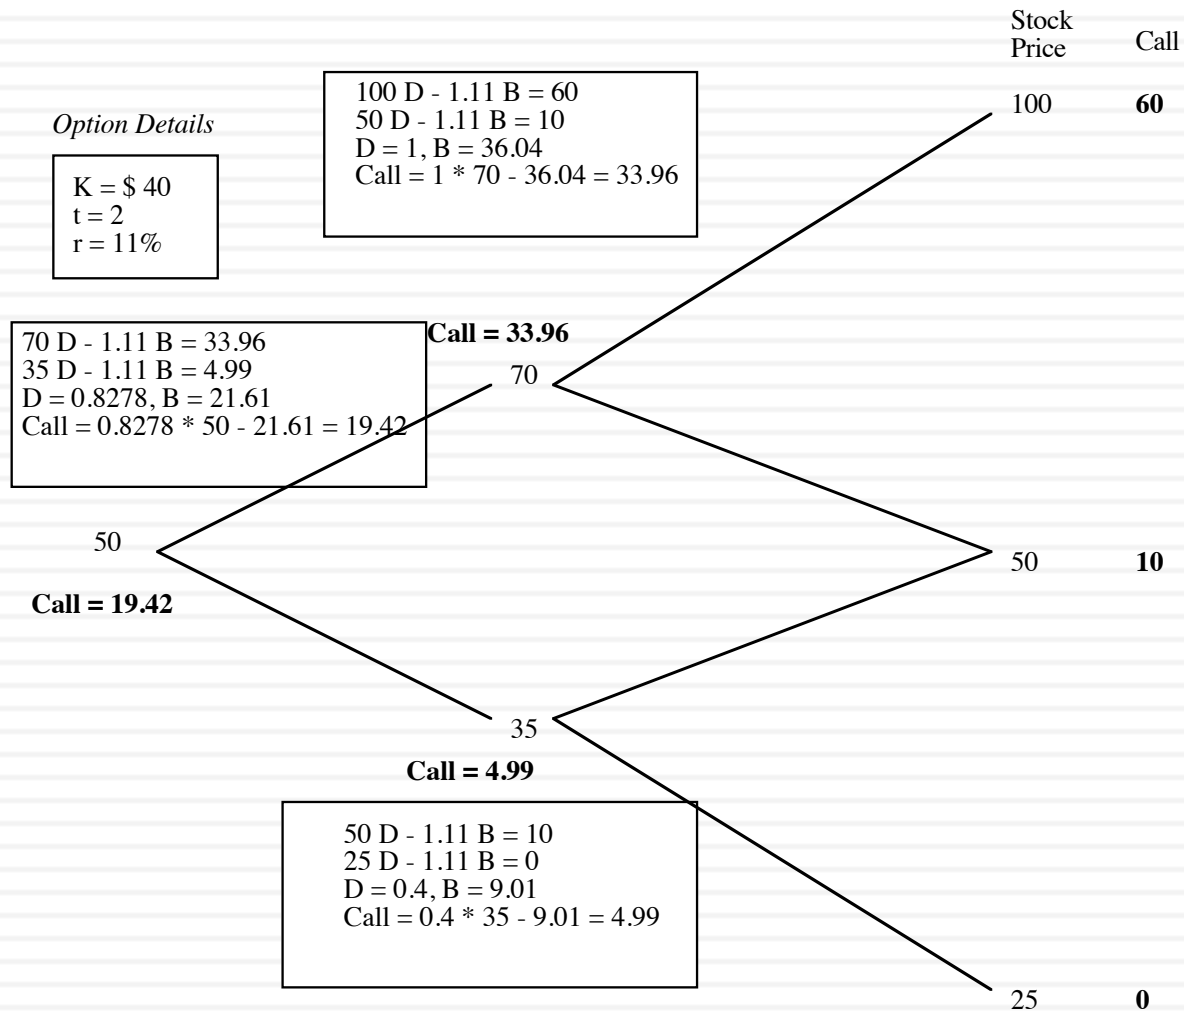 Stock
Price
Call
100 D - 1.11 B = 60
50 D - 1.11 B = 10
D = 1, B = 36.04
Call = 1 * 70 - 36.04 = 33.96
100
60
Option Details
K = $ 40
t = 2
r = 11%
70 D - 1.11 B = 33.96
35 D - 1.11 B = 4.99
D = 0.8278, B = 21.61
Call = 0.8278 * 50 - 21.61 = 19.42
Call = 33.96
70
50
Call = 19.42
50
10
35
Call = 4.99
50 D - 1.11 B = 10
25 D - 1.11 B = 0
D = 0.4, B = 9.01
Call = 0.4 * 35 - 9.01 = 4.99
25
0